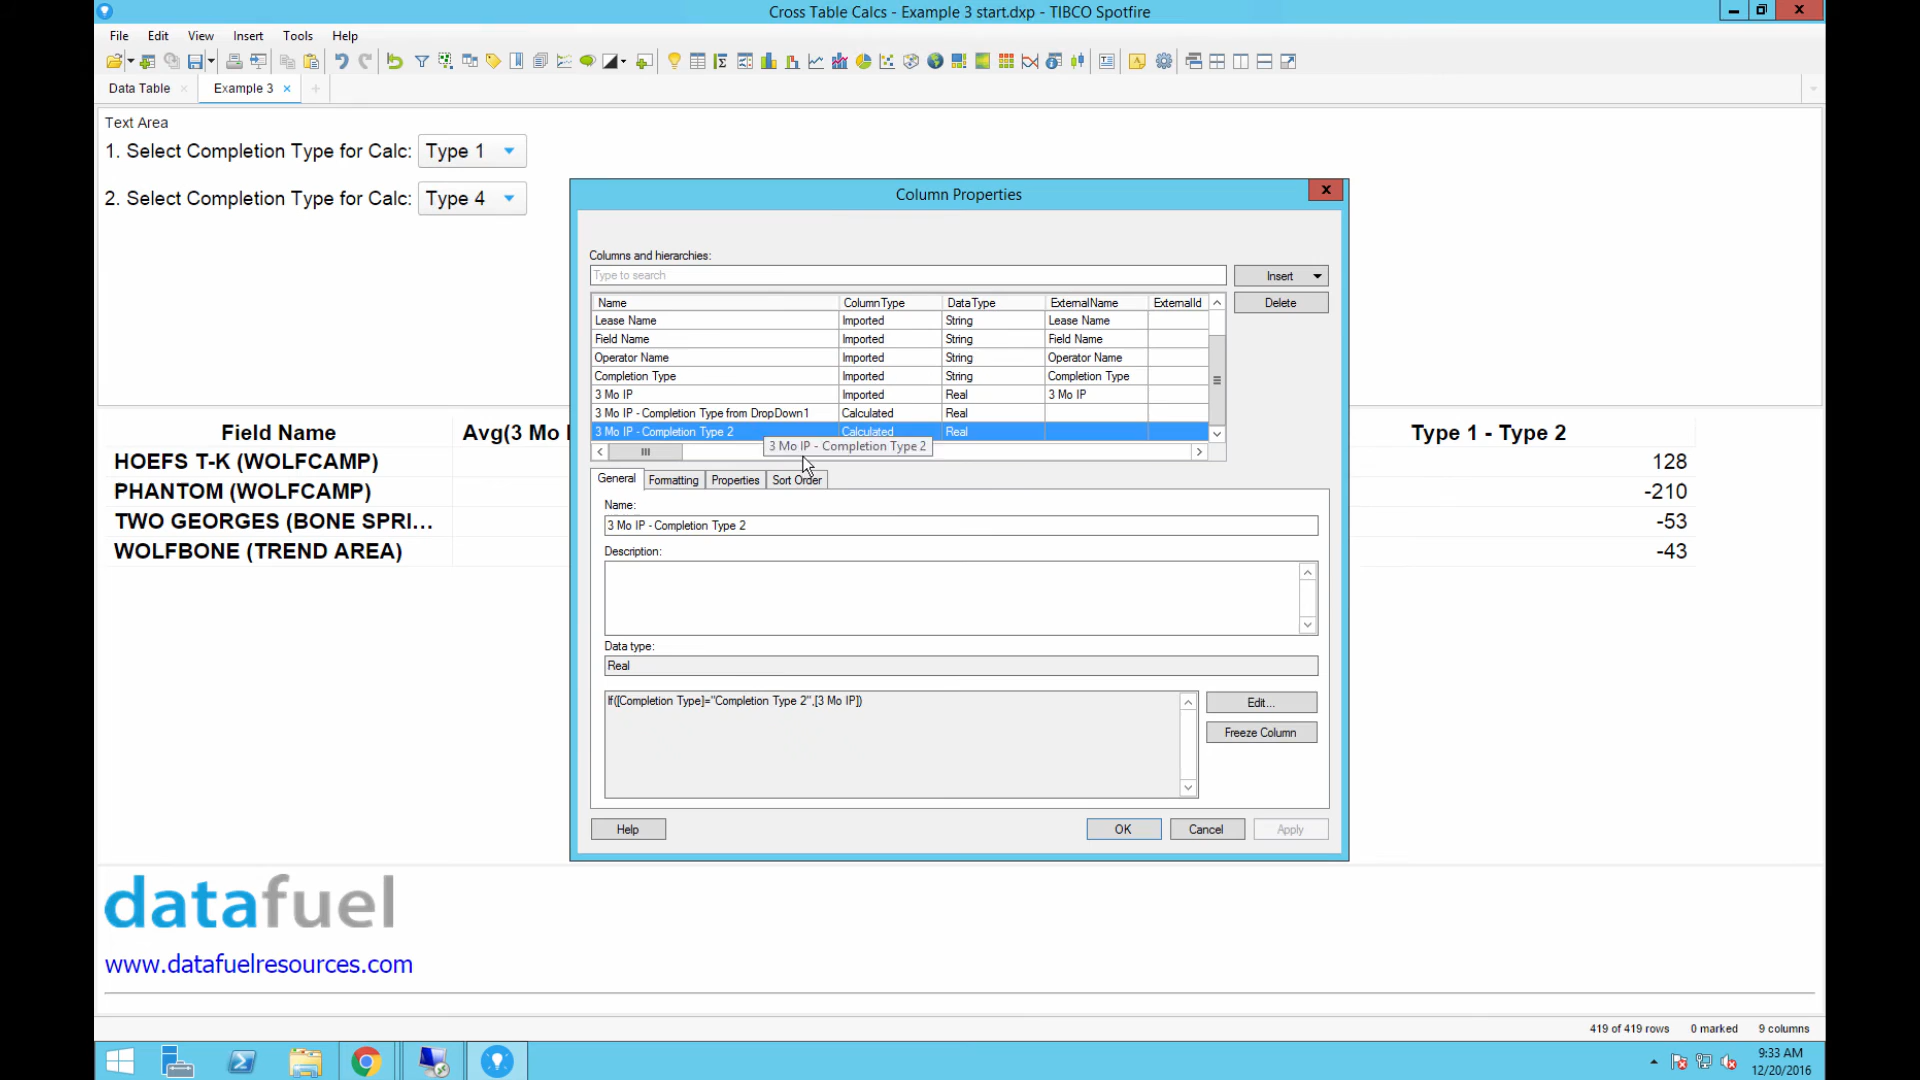 Cross Table Calcs - Example 3 start.dxp - TIBCO Spotfire
File Edit View Insert Tools Help
Data Table Example 3
Text Area
1. Select Completion Type for Calc: Type 1
2. Select Completion Type for Calc: Type 4
Column Properties
Columns and hierarchies:
Type to search
Insert
Delete
Name ColumnType DataType ExternalName ExternalId
Lease Name Imported String Lease Name
Field Name Imported String Field Name
Operator Name Imported String Operator Name
Completion Type Imported String Completion Type
3 Mo IP Imported Real 3 Mo IP
3 Mo IP - Completion Type from DropDown1 Calculated Real
3 Mo IP - Completion Type 2 Calculated Real
3 Mo IP - Completion Type 2
General Formatting Properties Sort Order
Name:
3 Mo IP - Completion Type 2
Description:
Data type:
Real
If([Completion Type]="Completion Type 2",[3 Mo IP])
Edit...
Freeze Column
Help OK Cancel Apply
Field Name Avg(3 Mo Type 1 - Type 2
HOEFS T-K (WOLFCAMP) 128
PHANTOM (WOLFCAMP) -210
TWO GEORGES (BONE SPRI... -53
WOLFBONE (TREND AREA) -43
datafuel
www.datafuelresources.com
419 of 419 rows 0 marked 9 columns
9:33 AM
12/20/2016